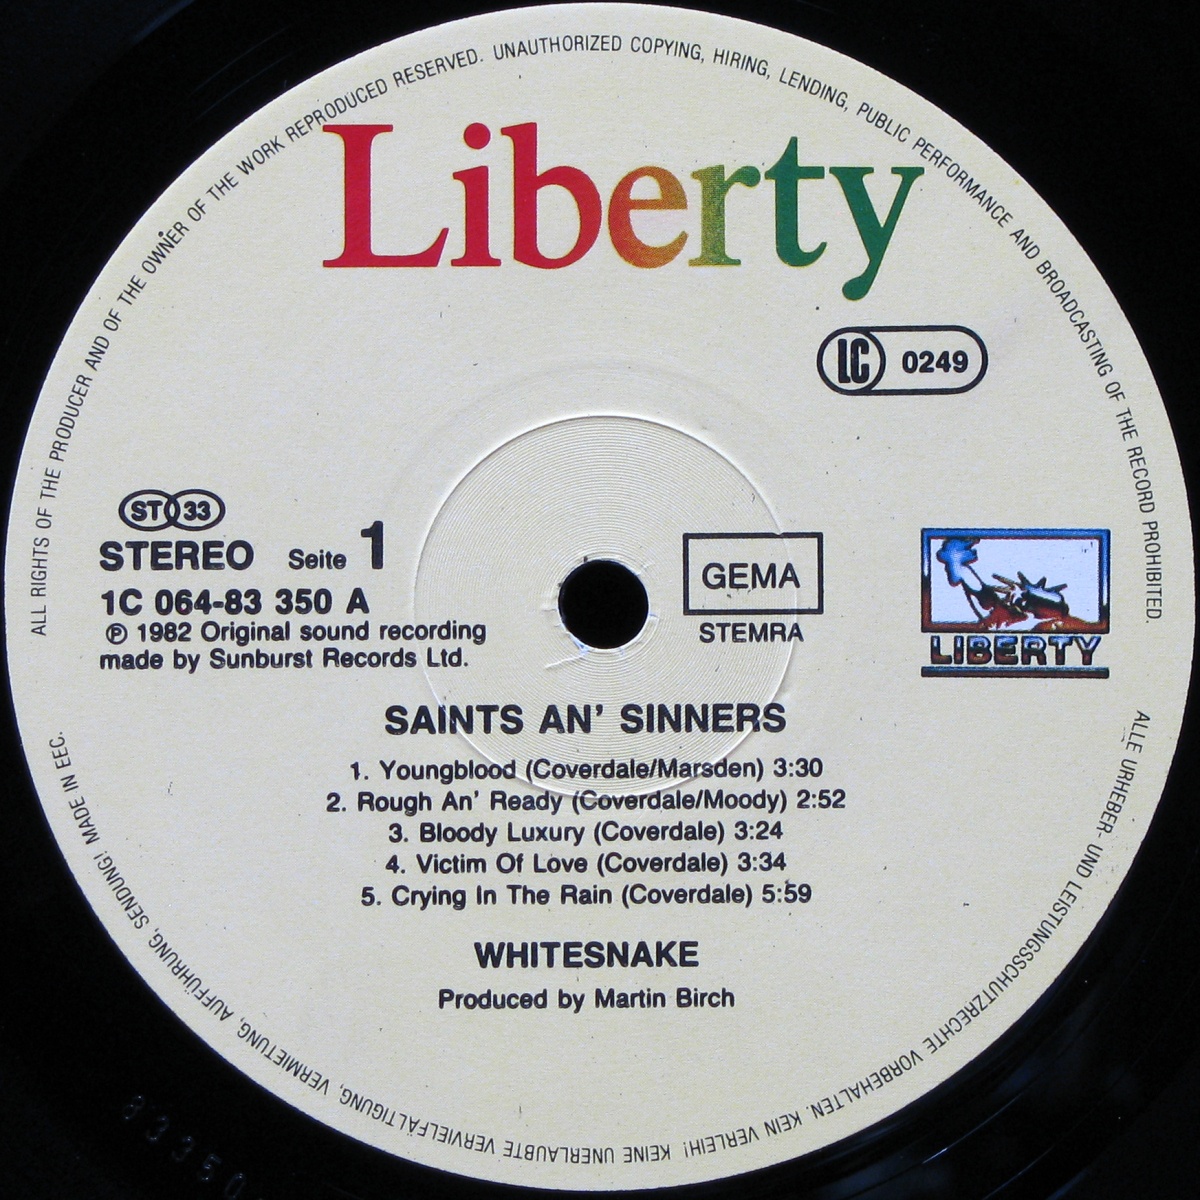 ALL RIGHTS OF THE PRODUCER AND OF THE OWNER OF THE WORK REPRODUCED RESERVED. UNAUTHORIZED COPYING, HIRING, LENDING, PUBLIC PERFORMANCE AND BROADCASTING OF THE RECORD PROHIBITED.
Liberty
LC 0249
ST 33
STEREO Seite 1
1C 064-83 350 A
℗ 1982 Original sound recording
made by Sunburst Records Ltd.
GEMA
STEMRA
LIBERTY
SAINTS AN' SINNERS
1. Youngblood (Coverdale/Marsden) 3:30
2. Rough An' Ready (Coverdale/Moody) 2:52
3. Bloody Luxury (Coverdale) 3:24
4. Victim Of Love (Coverdale) 3:34
5. Crying In The Rain (Coverdale) 5:59
WHITESNAKE
Produced by Martin Birch
ALLE URHEBER- UND LEISTUNGSSCHUTZRECHTE VORBEHALTEN. KEIN VERLEIH! KEINE UNERLAUBTE VERVIELFÄLTIGUNG, VERMIETUNG, AUFFÜHRUNG, SENDUNG! MADE IN EEC.
83350